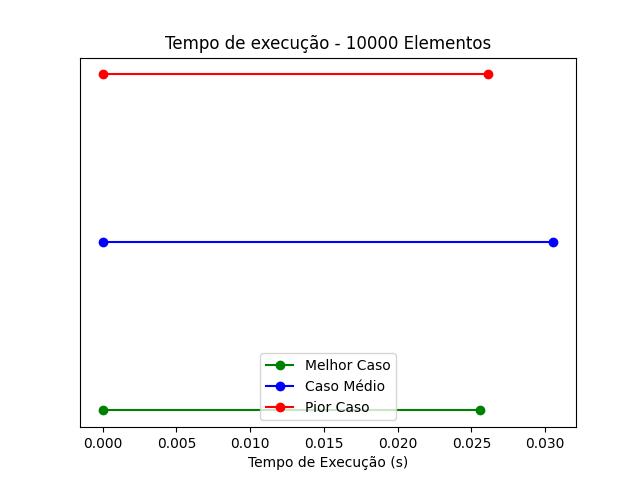 Tempo de execução - 10000 Elementos
Melhor Caso
Caso Médio
Pior Caso
0.000 0.005 0.010 0.015 0.020 0.025 0.030
Tempo de Execução (s)